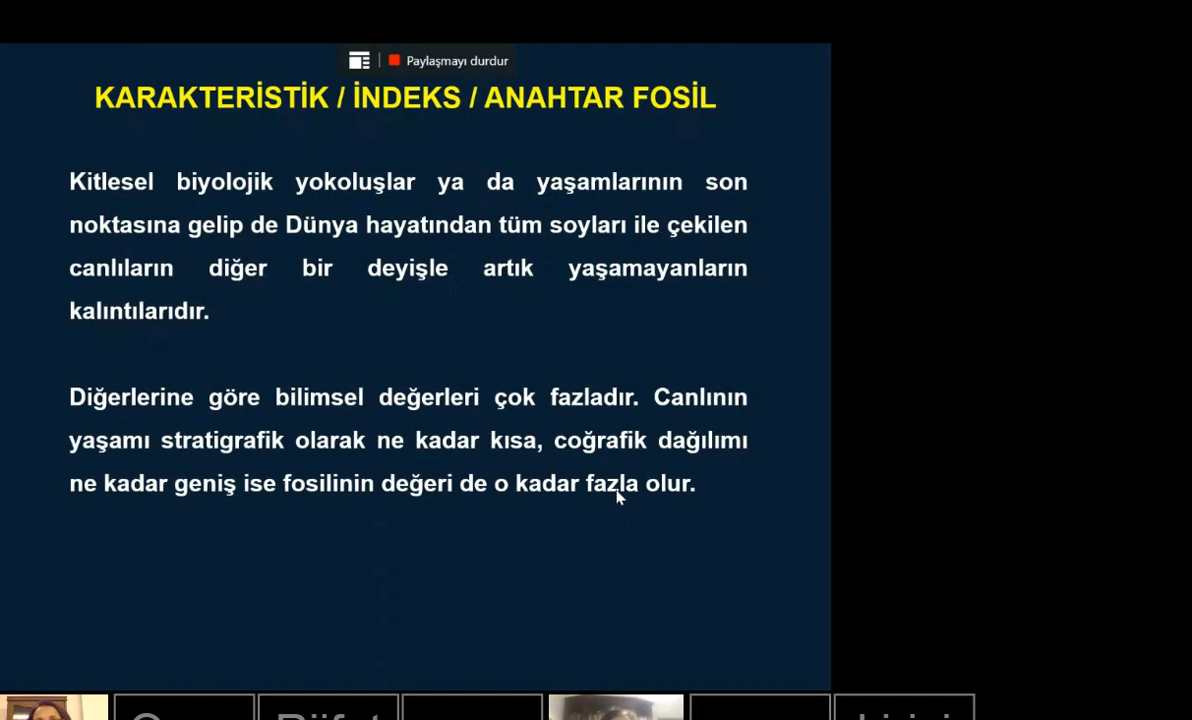 Paylaşmayı durdur
KARAKTERİSTİK / İNDEKS / ANAHTAR FOSİL
Kitlesel biyolojik yokoluşlar ya da yaşamlarının son
noktasına gelip de Dünya hayatından tüm soyları ile çekilen
canlıların diğer bir deyişle artık yaşamayanların
kalıntılarıdır.
Diğerlerine göre bilimsel değerleri çok fazladır. Canlının
yaşamı stratigrafik olarak ne kadar kısa, coğrafik dağılımı
ne kadar geniş ise fosilinin değeri de o kadar fazla olur.